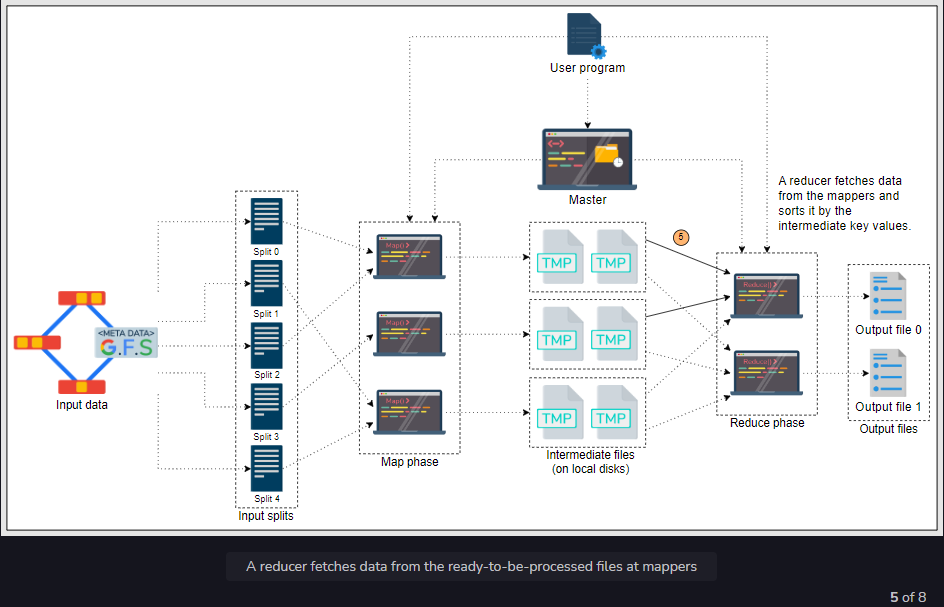 User program
Master
A reducer fetches data
from the mappers and
sorts it by the
intermediate key values.
5
Split 0
Split 1
Split 2
Split 3
Split 4
Input splits
<META DATA>
G.F.S
Input data
Map()
Map()
Map()
Map phase
TMP TMP
TMP TMP
TMP TMP
Intermediate files
(on local disks)
Reduce()
Reduce()
Reduce phase
Output file 0
Output file 1
Output files
A reducer fetches data from the ready-to-be-processed files at mappers
5 of 8